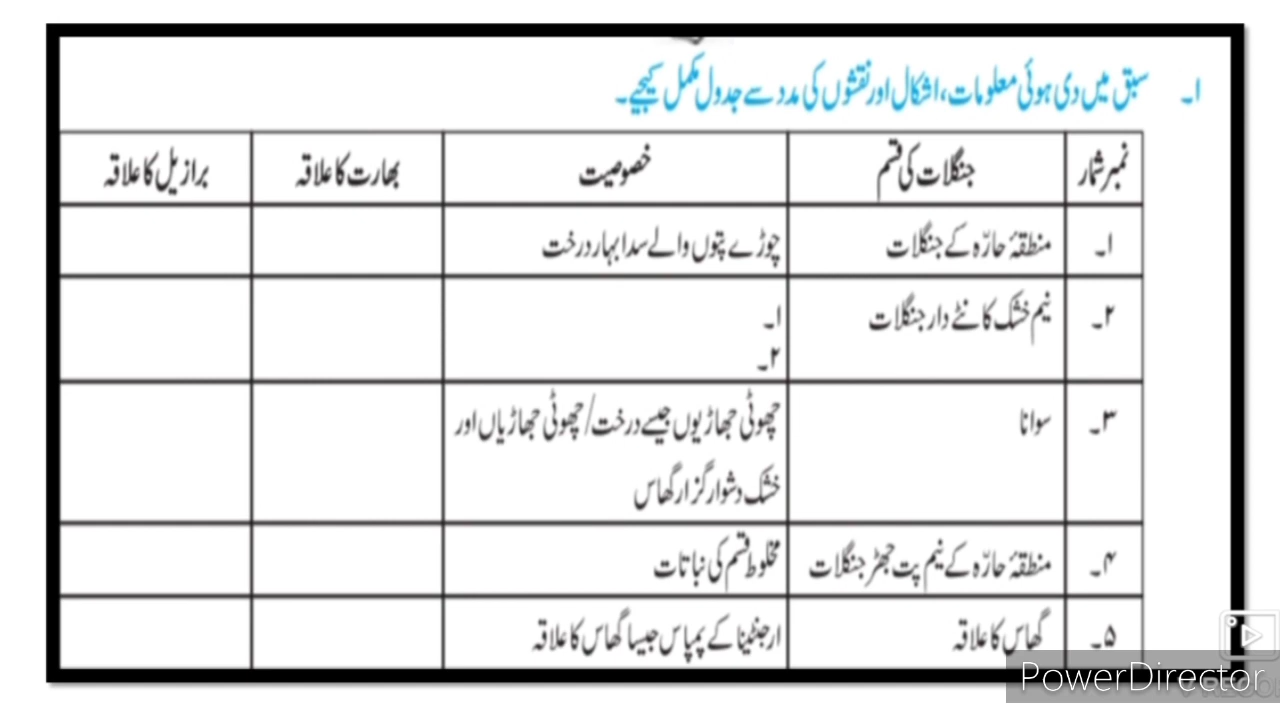 ۱۔ سبق میں دی ہوئی معلومات، اشکال اور نقشوں کی مدد سے جدول مکمل کیجیے۔
نمبر شمار جنگلات کی قسم خصوصیت بھارت کا علاقہ برازیل کا علاقہ
۱۔ منطقۂ حارّہ کے جنگلات چوڑے پتوں والے سدا بہار درخت
۲۔ نیم خشک کانٹے دار جنگلات ۱۔
۲۔
۳۔ سوانا چھوٹی جھاڑیوں جیسے درخت/چھوٹی جھاڑیاں اور
خشک دشوار گزار گھاس
۴۔ منطقۂ حارّہ کے نیم پت جھڑ جنگلات مخلوط قسم کی نباتات
۵۔ گھاس کا علاقہ ارجنٹینا کے پمپاس جیسا گھاس کا علاقہ
PowerDirector